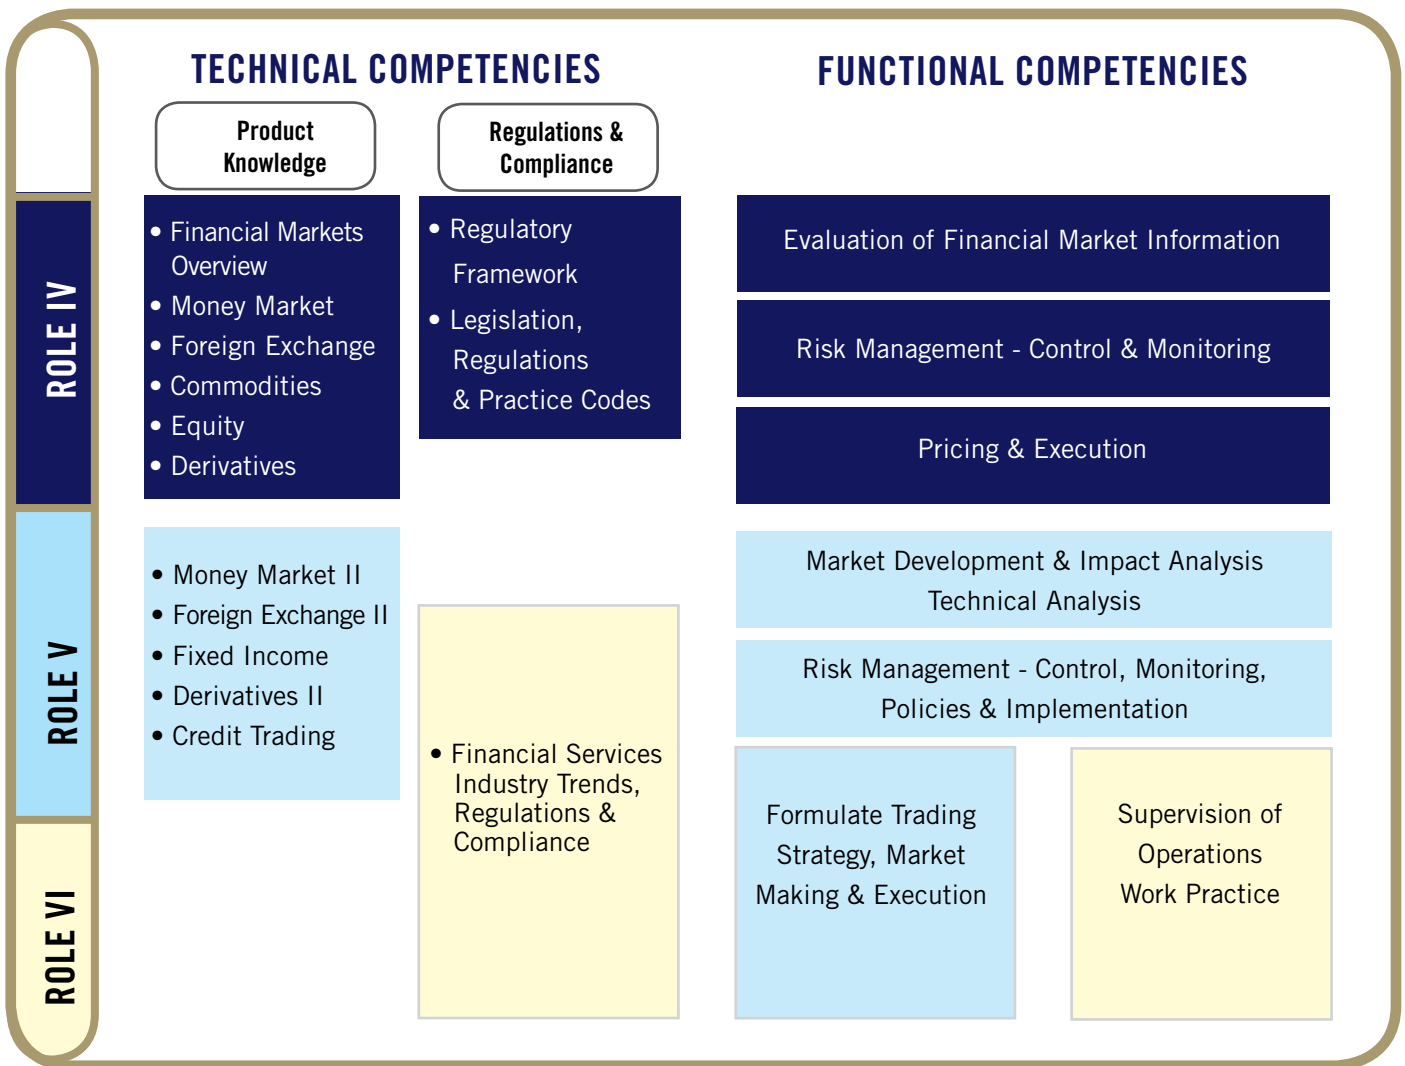 TECHNICAL COMPETENCIES
FUNCTIONAL COMPETENCIES
Product
Knowledge
Regulations &
Compliance
ROLE IV
• Financial Markets
Overview
• Money Market
• Foreign Exchange
• Commodities
• Equity
• Derivatives
• Regulatory
Framework
• Legislation,
Regulations
& Practice Codes
Evaluation of Financial Market Information
Risk Management - Control & Monitoring
Pricing & Execution
ROLE V
• Money Market II
• Foreign Exchange II
• Fixed Income
• Derivatives II
• Credit Trading
Market Development & Impact Analysis
Technical Analysis
Risk Management - Control, Monitoring,
Policies & Implementation
ROLE VI
• Financial Services
Industry Trends,
Regulations &
Compliance
Formulate Trading
Strategy, Market
Making & Execution
Supervision of
Operations
Work Practice